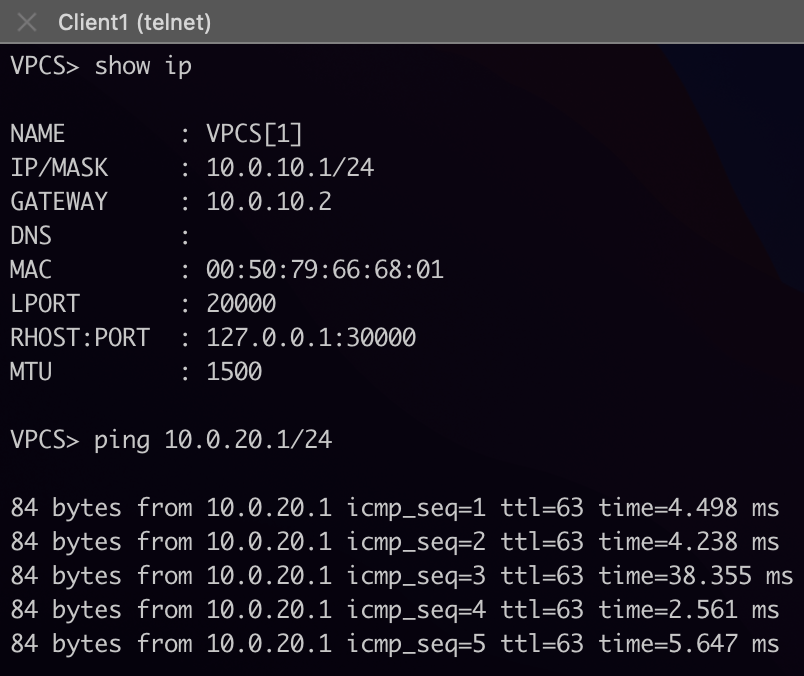 Client1 (telnet)
VPCS> show ip
NAME        : VPCS[1]
IP/MASK     : 10.0.10.1/24
GATEWAY     : 10.0.10.2
DNS         :
MAC         : 00:50:79:66:68:01
LPORT       : 20000
RHOST:PORT  : 127.0.0.1:30000
MTU         : 1500
VPCS> ping 10.0.20.1/24
84 bytes from 10.0.20.1 icmp_seq=1 ttl=63 time=4.498 ms
84 bytes from 10.0.20.1 icmp_seq=2 ttl=63 time=4.238 ms
84 bytes from 10.0.20.1 icmp_seq=3 ttl=63 time=38.355 ms
84 bytes from 10.0.20.1 icmp_seq=4 ttl=63 time=2.561 ms
84 bytes from 10.0.20.1 icmp_seq=5 ttl=63 time=5.647 ms